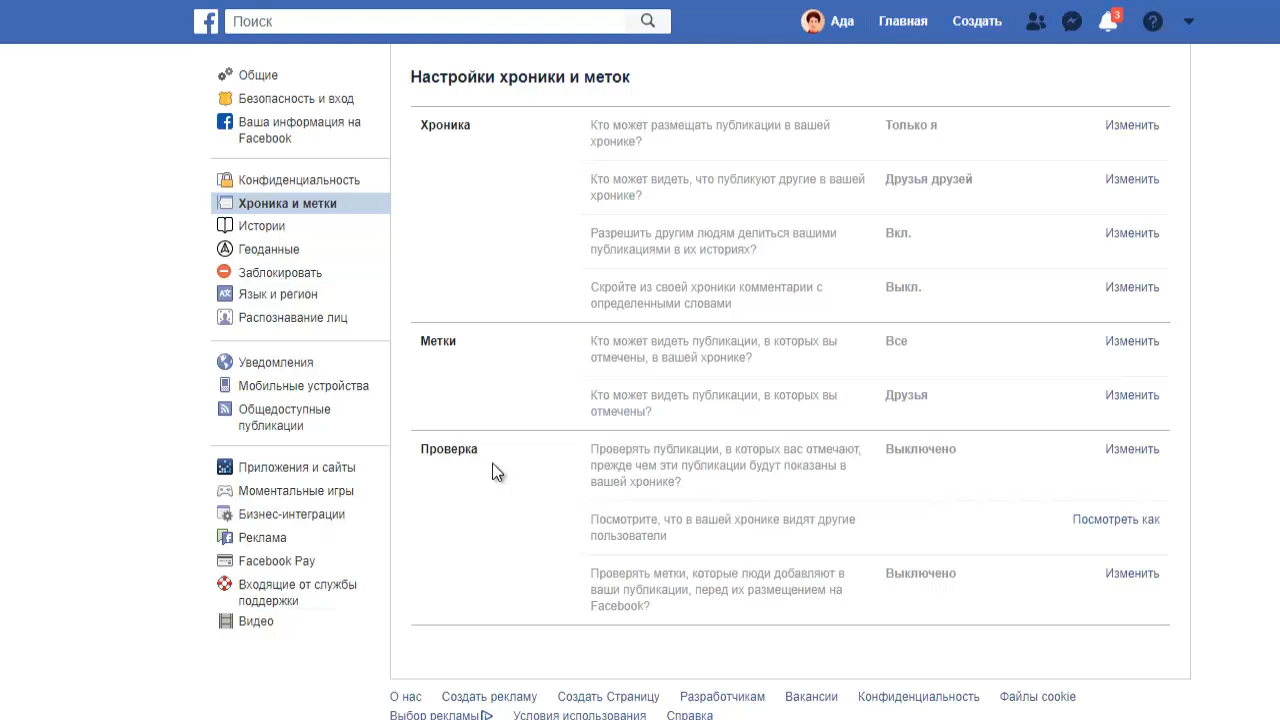 Поиск
Ада
Главная
Создать
3
Общие
Безопасность и вход
Ваша информация на
Facebook
Конфиденциальность
Хроника и метки
Истории
Геоданные
Заблокировать
Язык и регион
Распознавание лиц
Уведомления
Мобильные устройства
Общедоступные
публикации
Приложения и сайты
Моментальные игры
Бизнес-интеграции
Реклама
Facebook Pay
Входящие от службы
поддержки
Видео
Настройки хроники и меток
Хроника
Кто может размещать публикации в вашей
хронике?
Только я
Изменить
Кто может видеть, что публикуют другие в вашей
хронике?
Друзья друзей
Изменить
Разрешить другим людям делиться вашими
публикациями в их историях?
Вкл.
Изменить
Скройте из своей хроники комментарии с
определенными словами
Выкл.
Изменить
Метки
Кто может видеть публикации, в которых вы
отмечены, в вашей хронике?
Все
Изменить
Кто может видеть публикации, в которых вы
отмечены?
Друзья
Изменить
Проверка
Проверять публикации, в которых вас отмечают,
прежде чем эти публикации будут показаны в
вашей хронике?
Выключено
Изменить
Посмотрите, что в вашей хронике видят другие
пользователи
Посмотреть как
Проверять метки, которые люди добавляют в
ваши публикации, перед их размещением на
Facebook?
Выключено
Изменить
О нас
Создать рекламу
Создать Страницу
Разработчикам
Вакансии
Конфиденциальность
Файлы cookie
Выбор рекламы
Условия использования
Справка